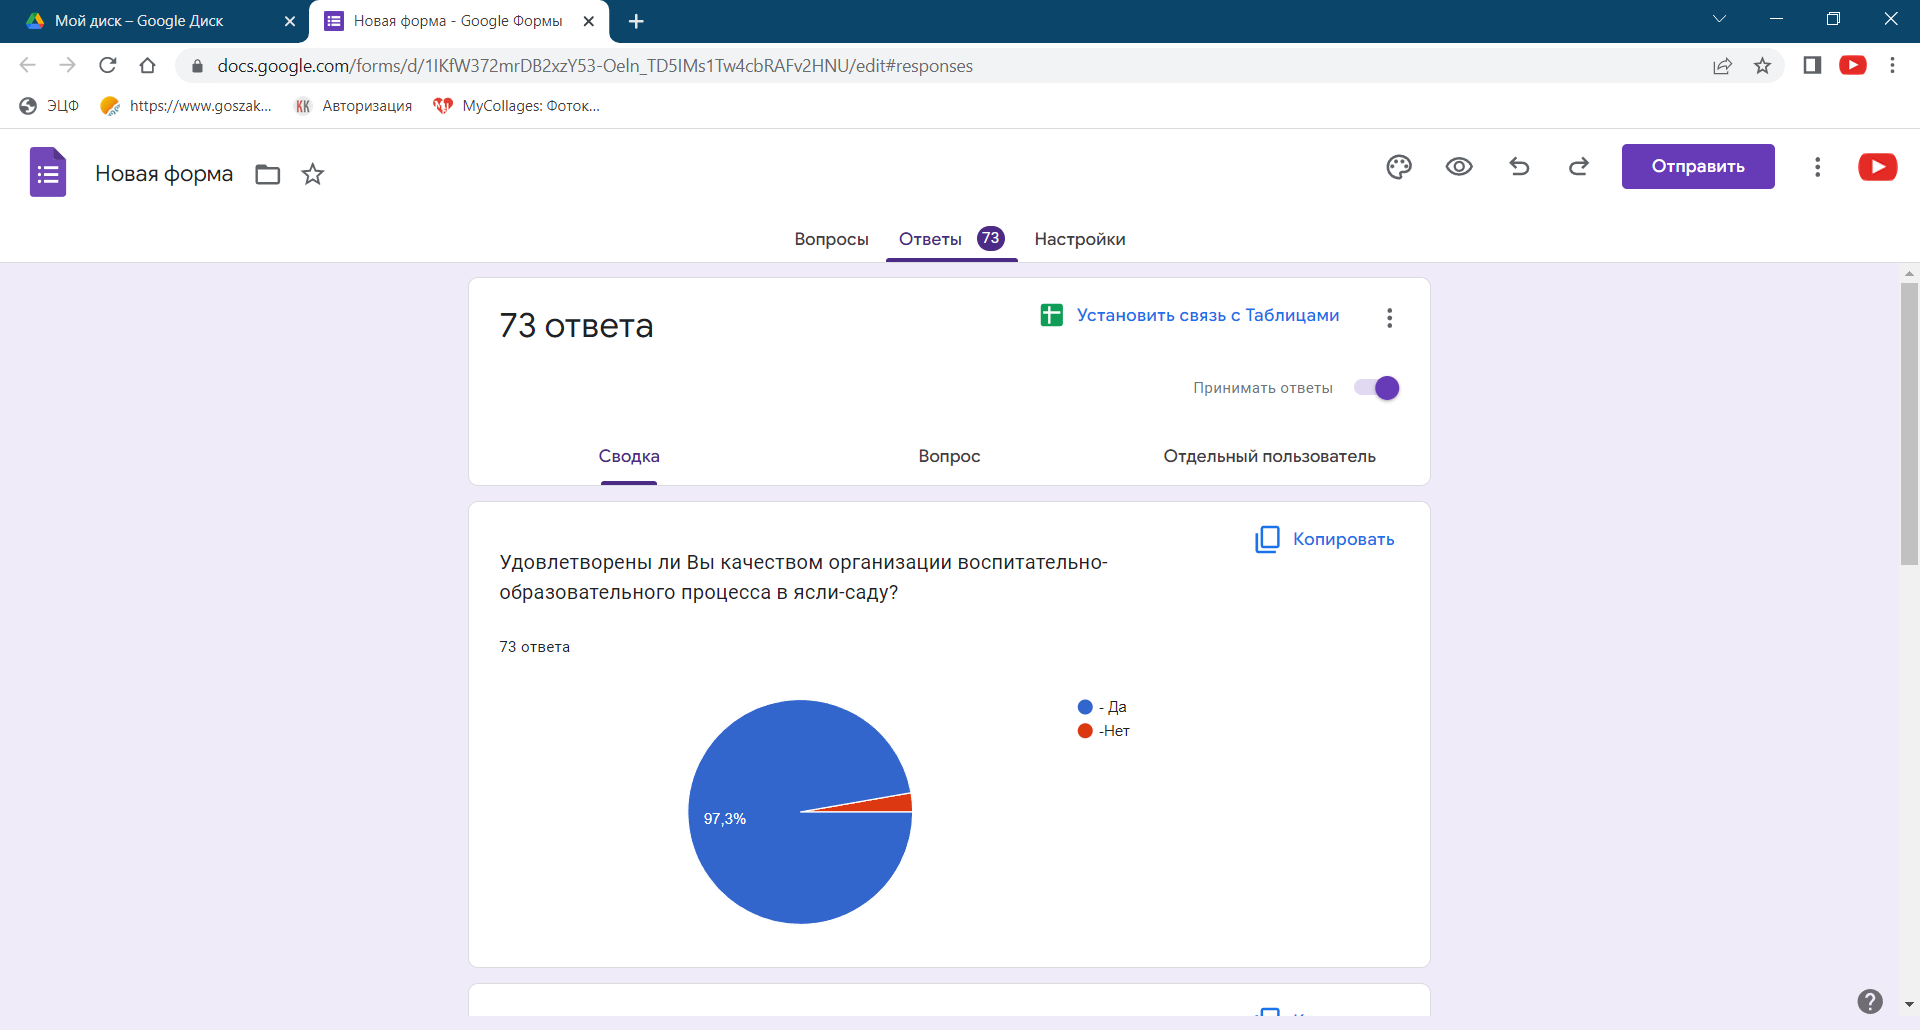 Мой диск – Google Диск
Новая форма - Google Формы
docs.google.com/forms/d/1IKfW372mrDB2xzY53-Oeln_TD5IMs1Tw4cbRAFv2HNU/edit#responses
ЭЦФ
https://www.goszak...
КК Авторизация
MyCollages: Фоток...
Новая форма
Отправить
Вопросы
Ответы 73
Настройки
73 ответа
Установить связь с Таблицами
Принимать ответы
Сводка
Вопрос
Отдельный пользователь
Копировать
Удовлетворены ли Вы качеством организации воспитательно-
образовательного процесса в ясли-саду?
73 ответа
- Да
-Нет
97,3%